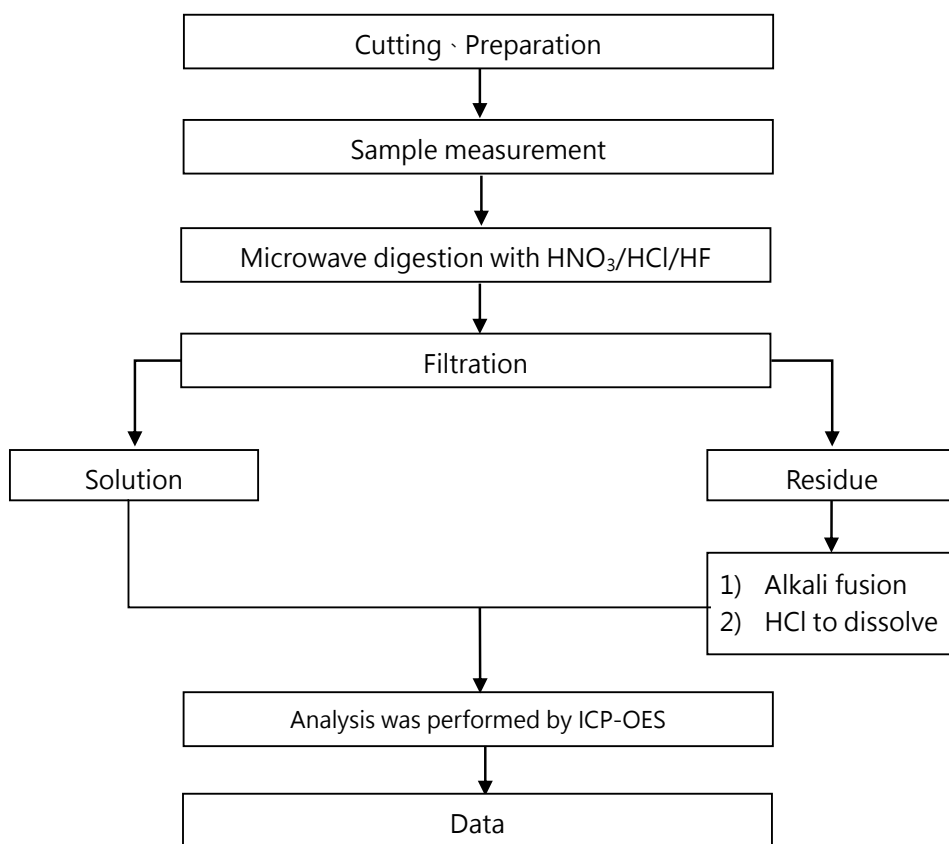 Cutting、Preparation
Sample measurement
Microwave digestion with HNO₃/HCl/HF
Filtration
Solution
Residue
1) Alkali fusion
2) HCl to dissolve
Analysis was performed by ICP-OES
Data